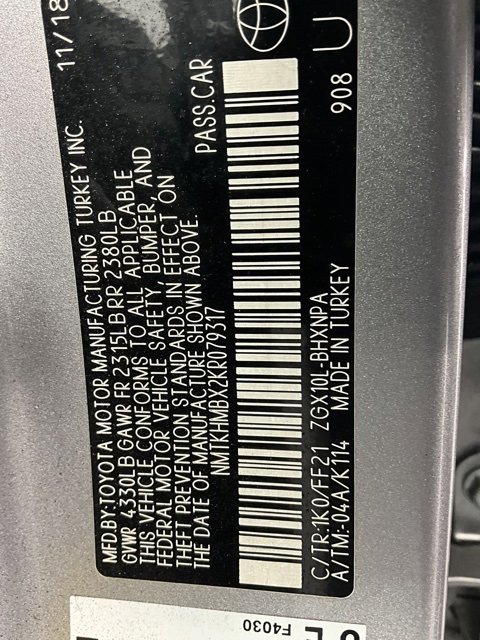 MFD BY:TOYOTA MOTOR MANUFACTURING TURKEY INC. 11/18
GVWR 4330LB GAWR FR 2315LB RR 2380LB
THIS VEHICLE CONFORMS TO ALL APPLICABLE
FEDERAL MOTOR VEHICLE SAFETY, BUMPER, AND
THEFT PREVENTION STANDARDS IN EFFECT ON
THE DATE OF MANUFACTURE SHOWN ABOVE.
NMTKHMBX2KR079317 PASS.CAR
C/TR:1K0/FF21 ZGX10L-BHXNPA
A/TM:-04A/K114 MADE IN TURKEY 908 U
F4030